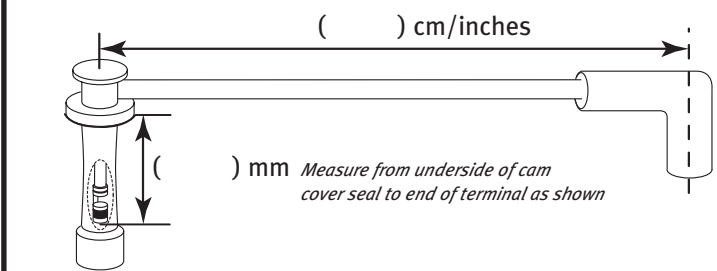 (          ) cm/inches
(          ) mm Measure from underside of cam
cover seal to end of terminal as shown